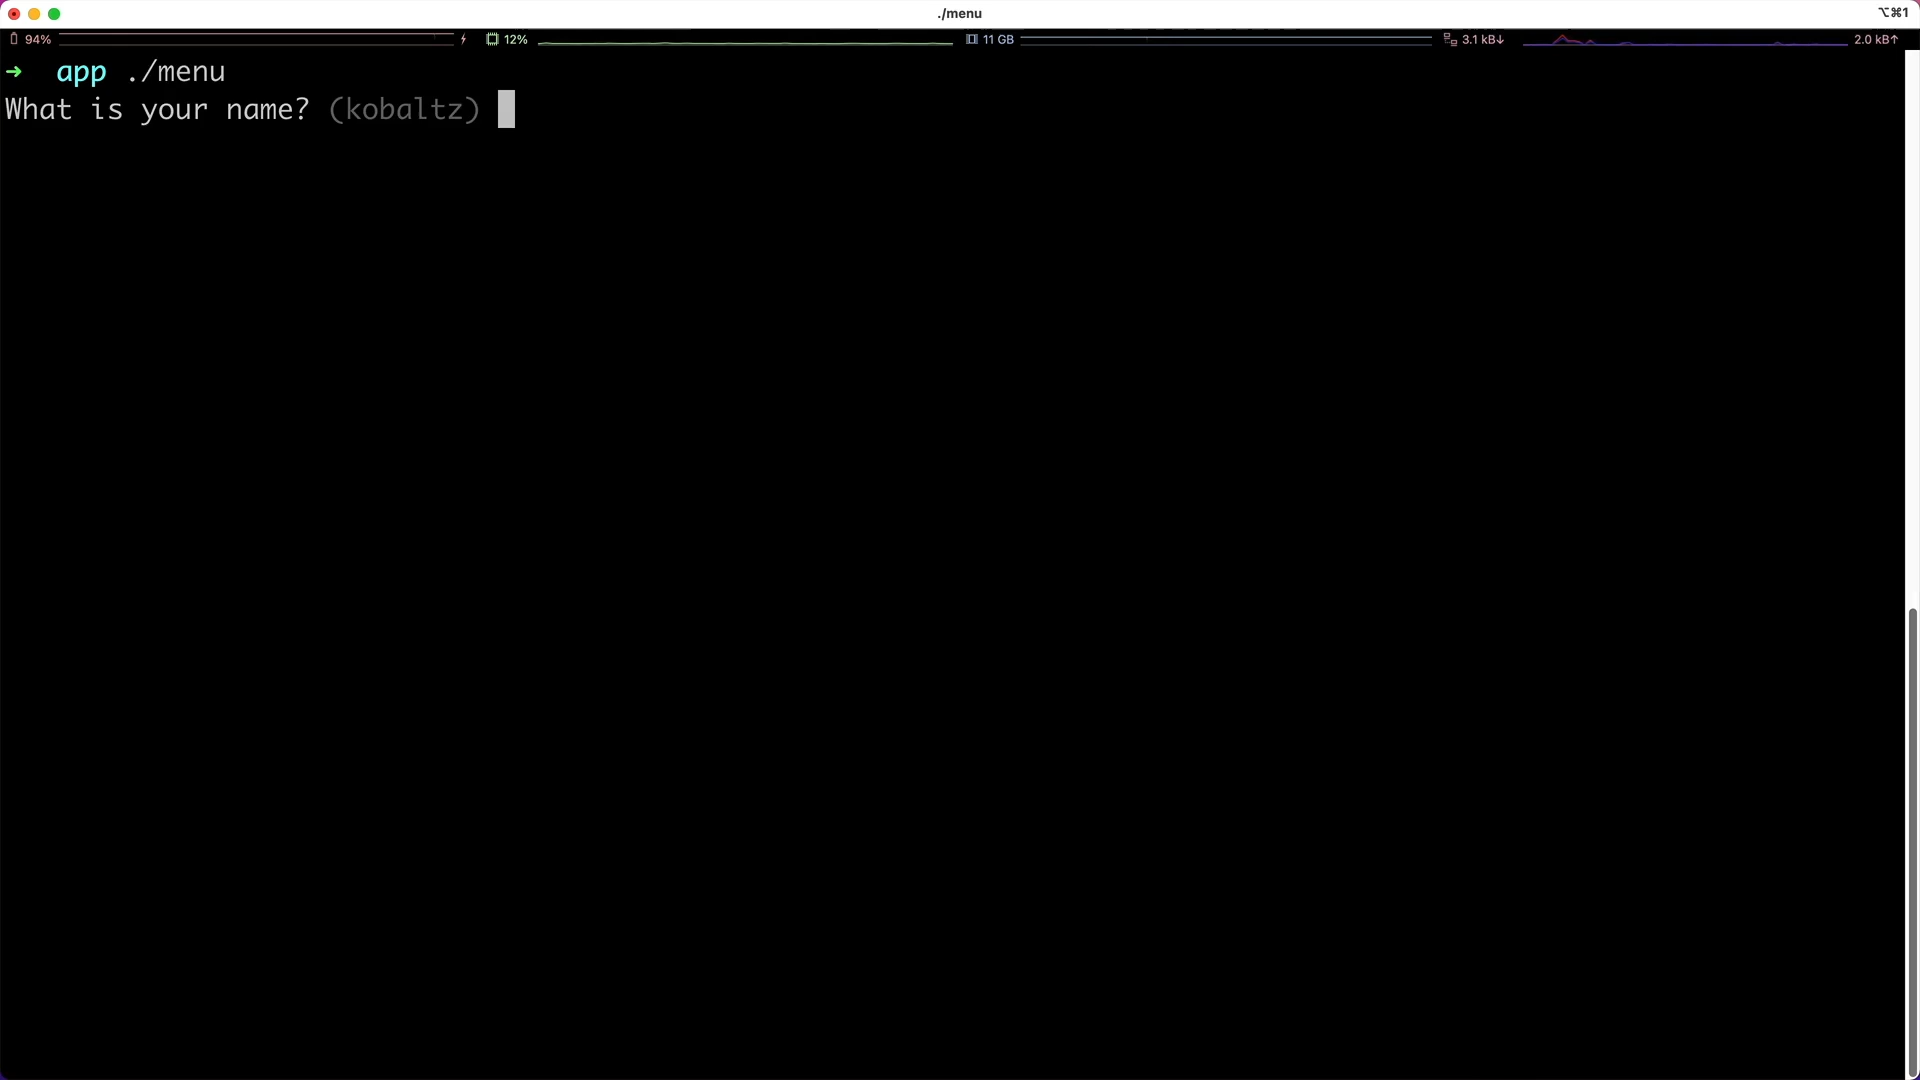 ./menu
⌥⌘1
94% 12% 11 GB 3.1 kB↓ 2.0 kB↑
➜ app ./menu
What is your name? (kobaltz)